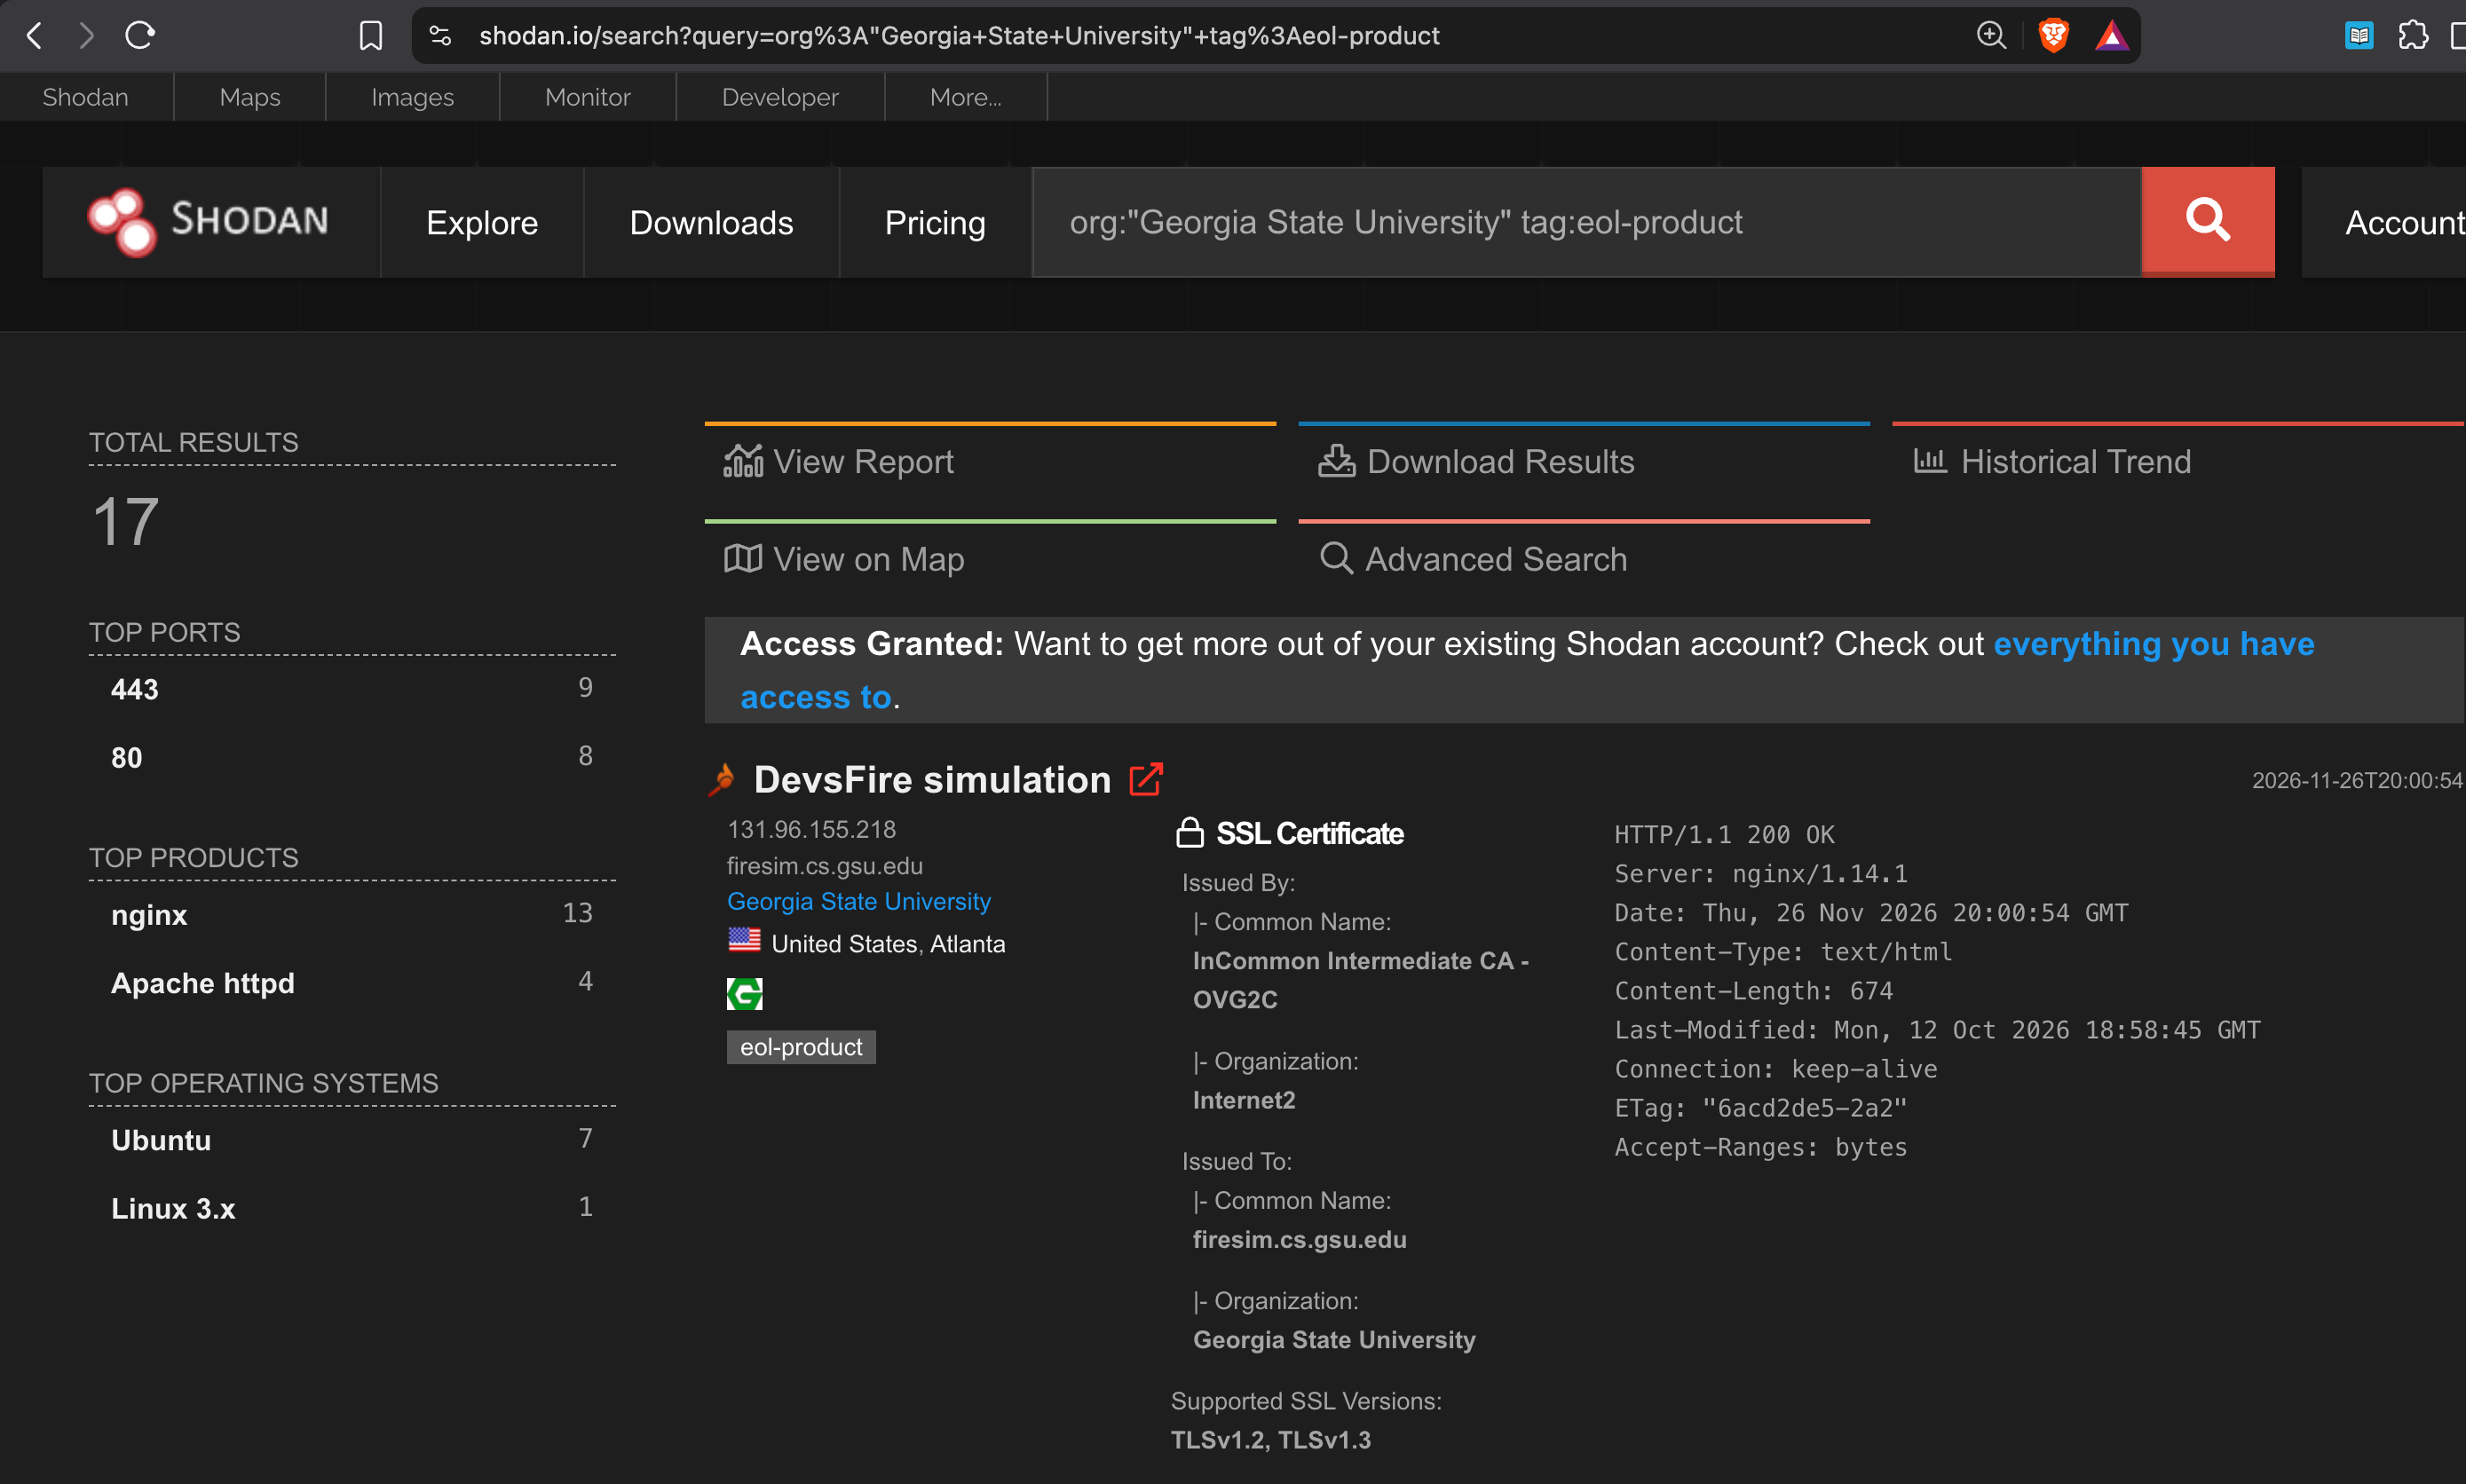 shodan.io/search?query=org%3A"Georgia+State+University"+tag%3Aeol-product
Shodan
Maps
Images
Monitor
Developer
More...
SHODAN
Explore
Downloads
Pricing
org:"Georgia State University" tag:eol-product
Account
TOTAL RESULTS
17
TOP PORTS
443 9
80 8
TOP PRODUCTS
nginx 13
Apache httpd 4
TOP OPERATING SYSTEMS
Ubuntu 7
Linux 3.x 1
View Report
Download Results
Historical Trend
View on Map
Advanced Search
Access Granted: Want to get more out of your existing Shodan account? Check out everything you have
access to.
DevsFire simulation
2026-11-26T20:00:54
131.96.155.218
firesim.cs.gsu.edu
Georgia State University
United States, Atlanta
eol-product
SSL Certificate
Issued By:
|- Common Name:
InCommon Intermediate CA -
OVG2C
|- Organization:
Internet2
Issued To:
|- Common Name:
firesim.cs.gsu.edu
|- Organization:
Georgia State University
Supported SSL Versions:
TLSv1.2, TLSv1.3
HTTP/1.1 200 OK
Server: nginx/1.14.1
Date: Thu, 26 Nov 2026 20:00:54 GMT
Content-Type: text/html
Content-Length: 674
Last-Modified: Mon, 12 Oct 2026 18:58:45 GMT
Connection: keep-alive
ETag: "6acd2de5-2a2"
Accept-Ranges: bytes